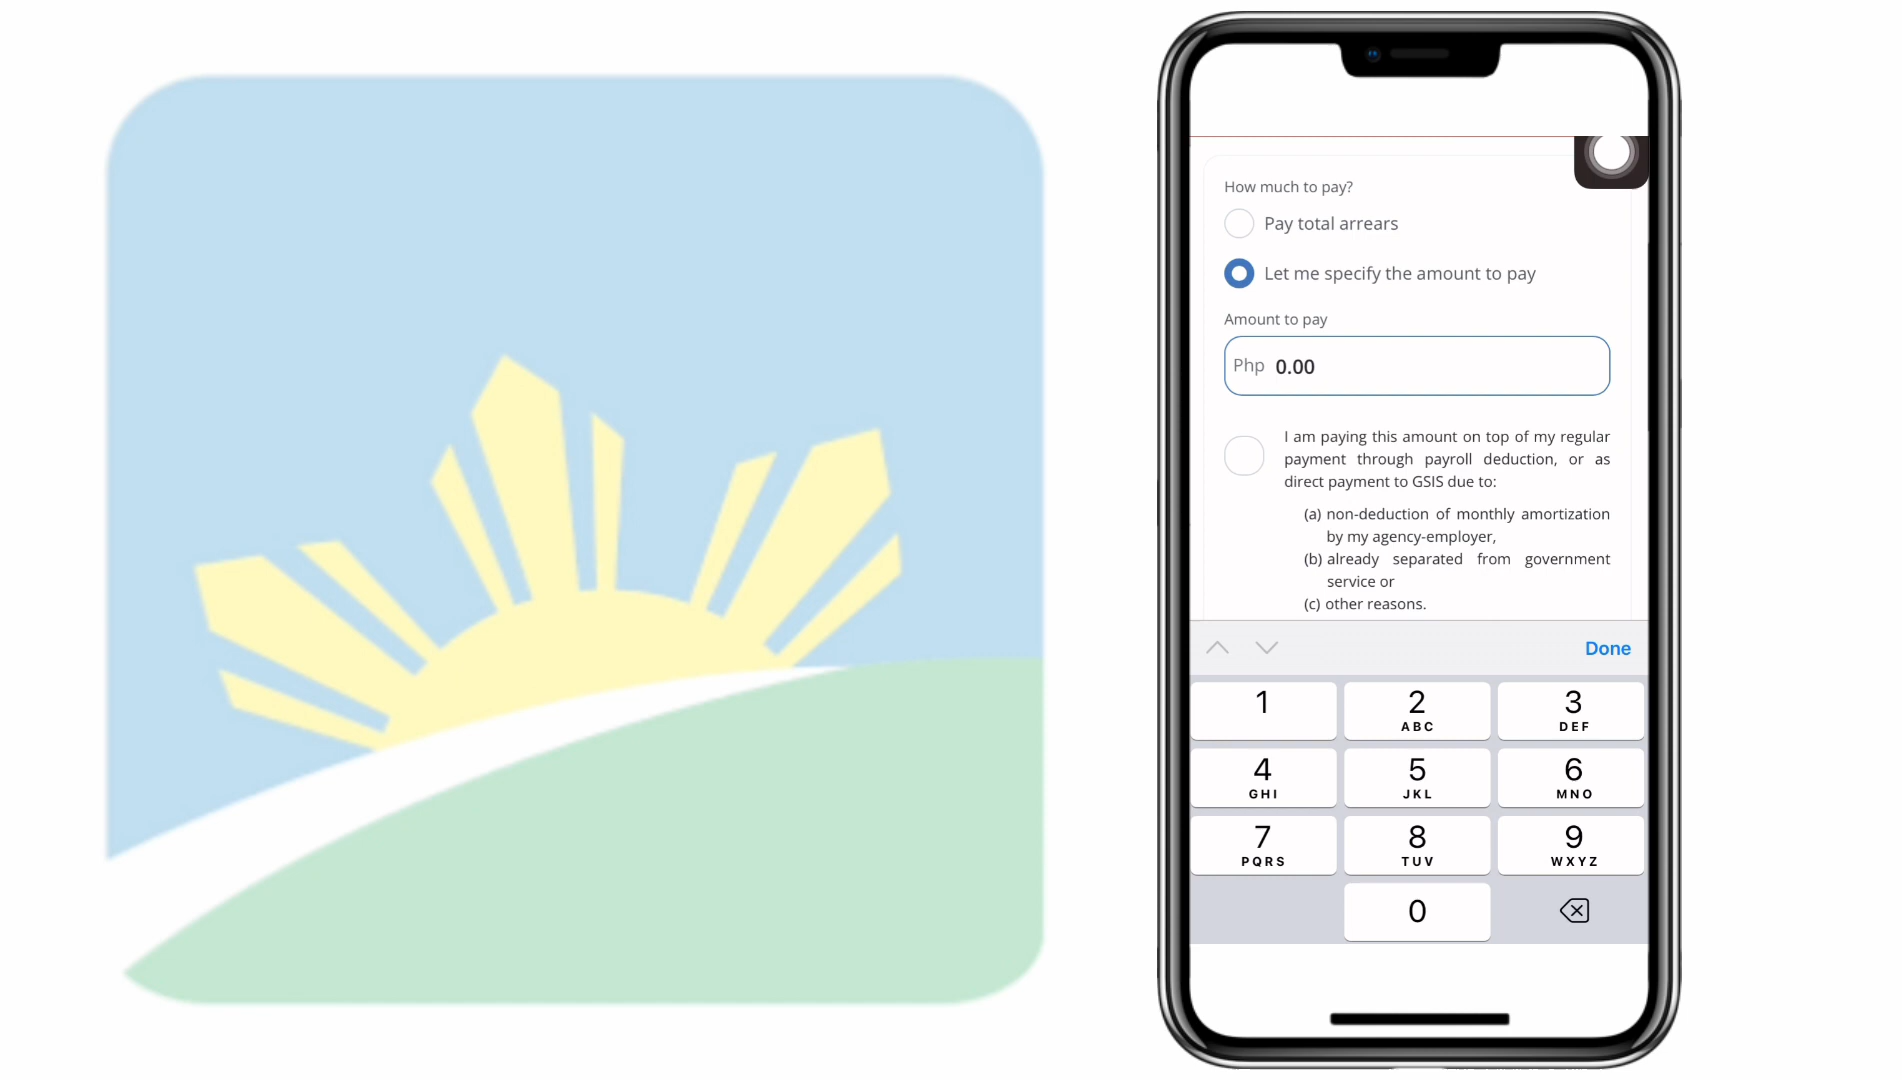 How much to pay?
Pay total arrears
Let me specify the amount to pay
Amount to pay
Php 0.00
I am paying this amount on top of my regular
payment through payroll deduction, or as
direct payment to GSIS due to:
(a) non-deduction of monthly amortization
by my agency-employer,
(b) already separated from government
service or
(c) other reasons.
Done
1
2
ABC
3
DEF
4
GHI
5
JKL
6
MNO
7
PQRS
8
TUV
9
WXYZ
0